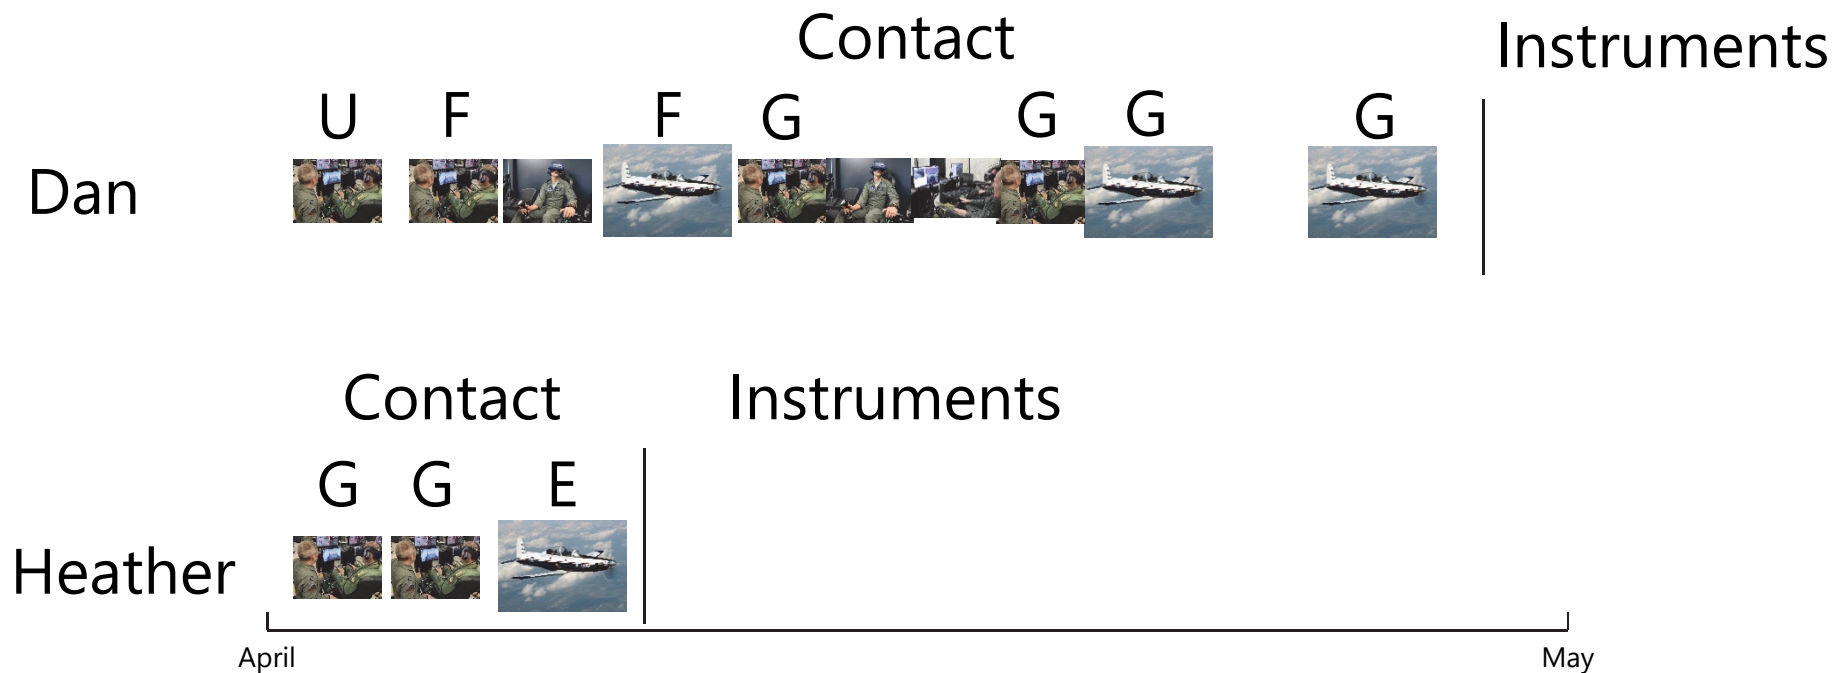 Contact
Instruments
U F F G G G G
Dan
Contact Instruments
G G E
Heather
April May